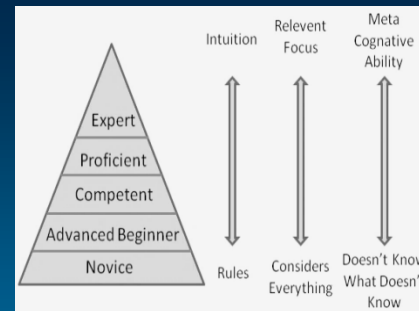 Intuition
Relevent
Focus
Meta
Cognative
Ability
Expert
Proficient
Competent
Advanced Beginner
Novice
Rules
Considers
Everything
Doesn't Know
What Doesn't
Know